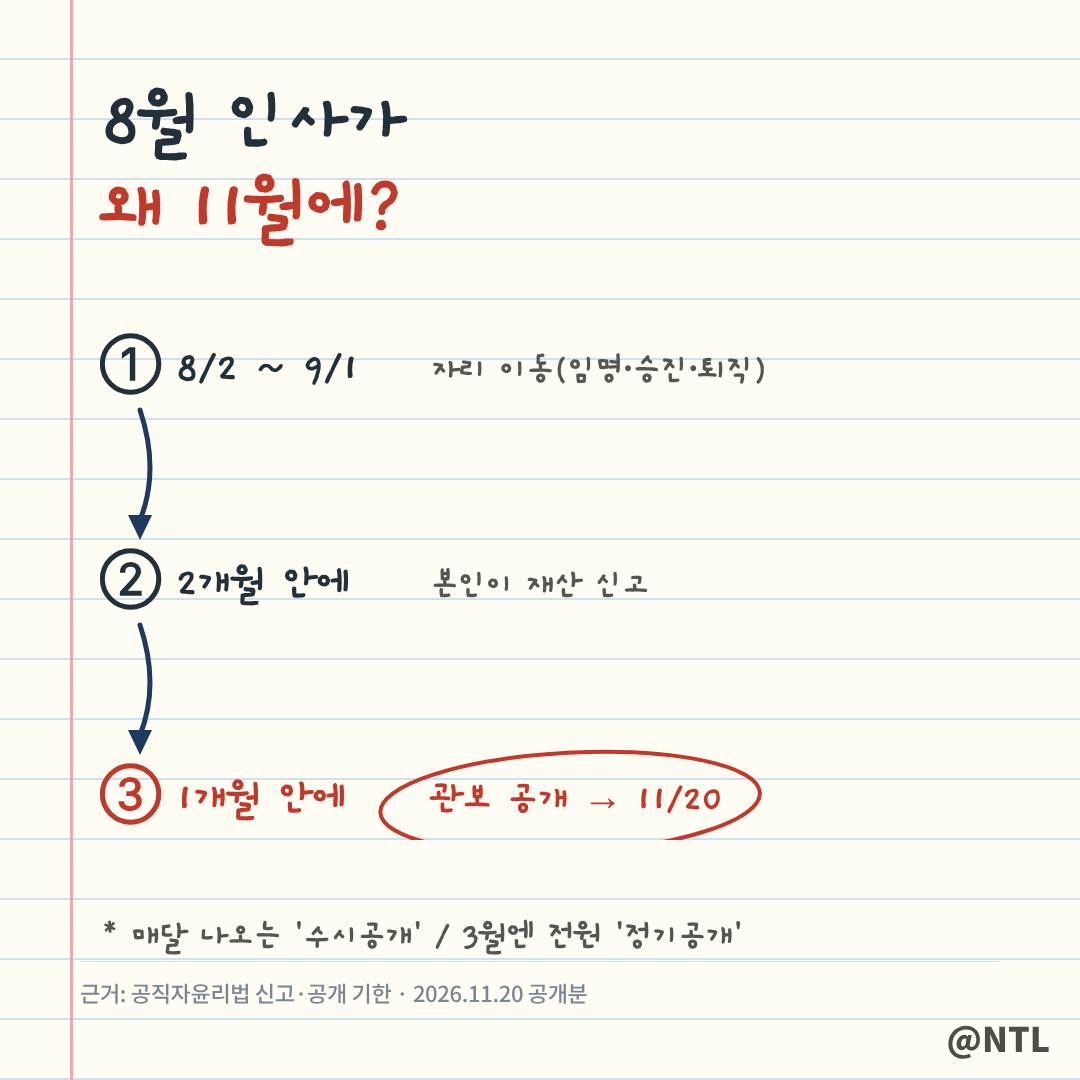 8월 인사가
왜 11월에?
① 8/2 ~ 9/1 자리 이동(임명·승진·퇴직)
② 2개월 안에 본인이 재산 신고
③ 1개월 안에 관보 공개 → 11/20
* 매달 나오는 '수시공개' / 3월엔 전원 '정기공개'
근거: 공직자윤리법 신고·공개 기한 · 2026.11.20 공개분
@NTL